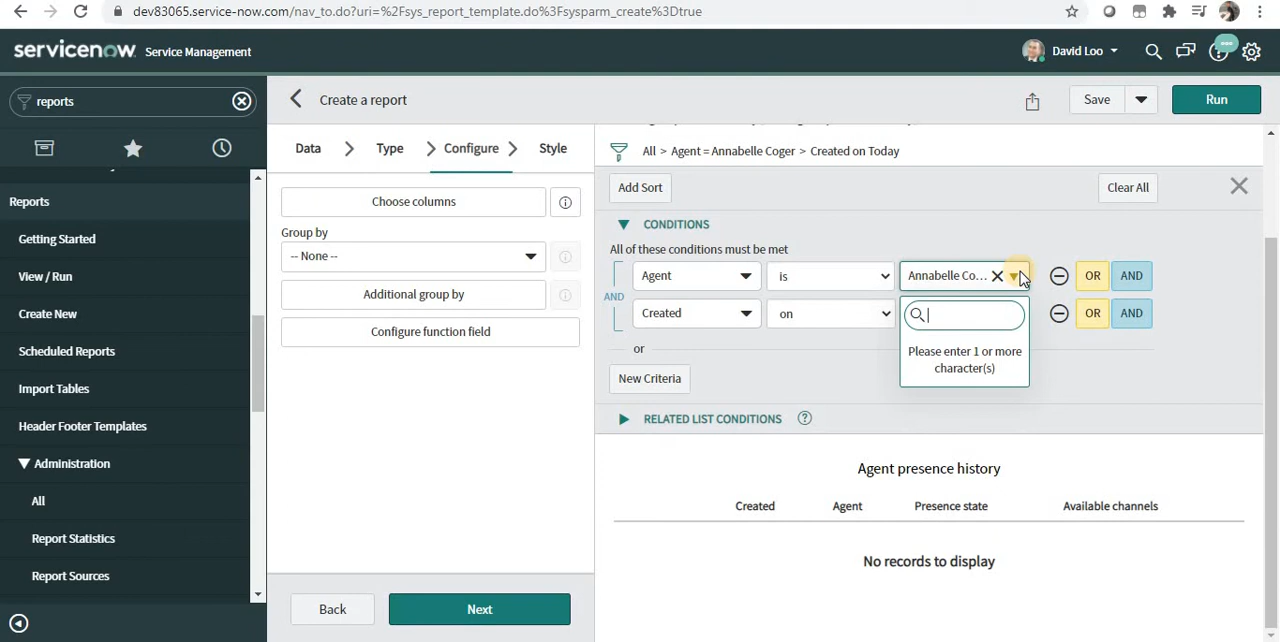 dev83065.service-now.com/nav_to.do?uri=%2Fsys_report_template.do%3Fsysparm_create%3Dtrue
servicenow Service Management
David Loo
reports
Create a report
Save
Run
Data
Type
Configure
Style
All > Agent = Annabelle Coger > Created on Today
Reports
Getting Started
View / Run
Create New
Scheduled Reports
Import Tables
Header Footer Templates
Administration
All
Report Statistics
Report Sources
Choose columns
Group by
-- None --
Additional group by
Configure function field
Back
Next
Add Sort
Clear All
CONDITIONS
All of these conditions must be met
Agent
is
Annabelle Co...
OR
AND
AND
Created
on
OR
AND
Please enter 1 or more
character(s)
or
New Criteria
RELATED LIST CONDITIONS
Agent presence history
Created
Agent
Presence state
Available channels
No records to display